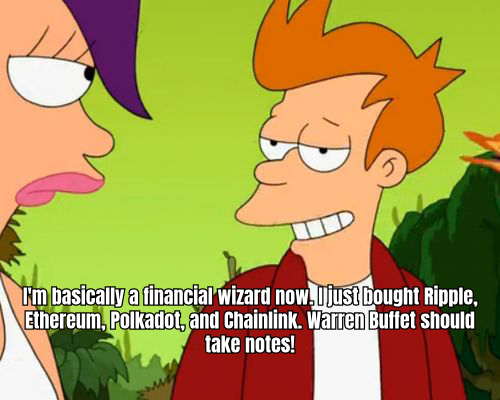 I'm basically a financial wizard now. I just bought Ripple,
Ethereum, Polkadot, and Chainlink. Warren Buffet should
take notes!